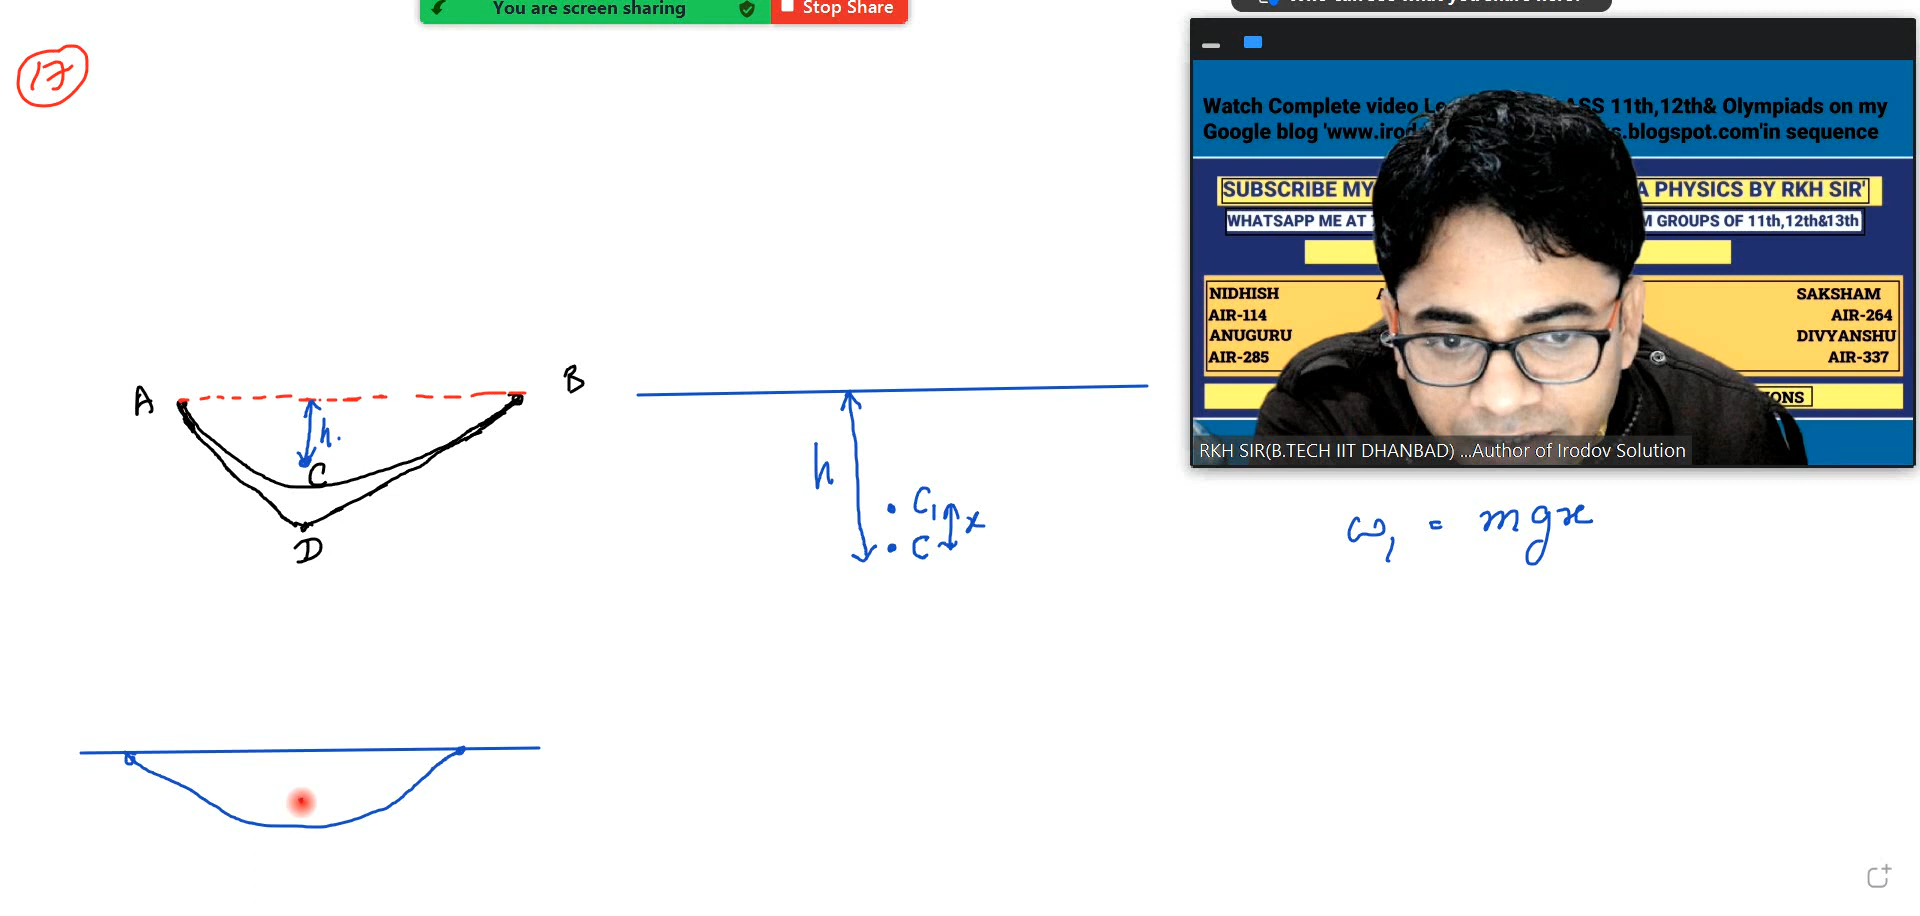 You are screen sharing
Stop Share
17
Watch Complete video Le ASS 11th,12th& Olympiads on my
Google blog 'www.irod s.blogspot.com'in sequence
SUBSCRIBE MY A PHYSICS BY RKH SIR'
WHATSAPP ME AT M GROUPS OF 11th,12th&13th
NIDHISH A SAKSHAM
AIR-114 AIR-264
ANUGURU DIVYANSHU
AIR-285 AIR-337
IONS
RKH SIR(B.TECH IIT DHANBAD) ...Author of Irodov Solution
A
B
h.
C
D
h
C1
x
C
ω1 = mgx